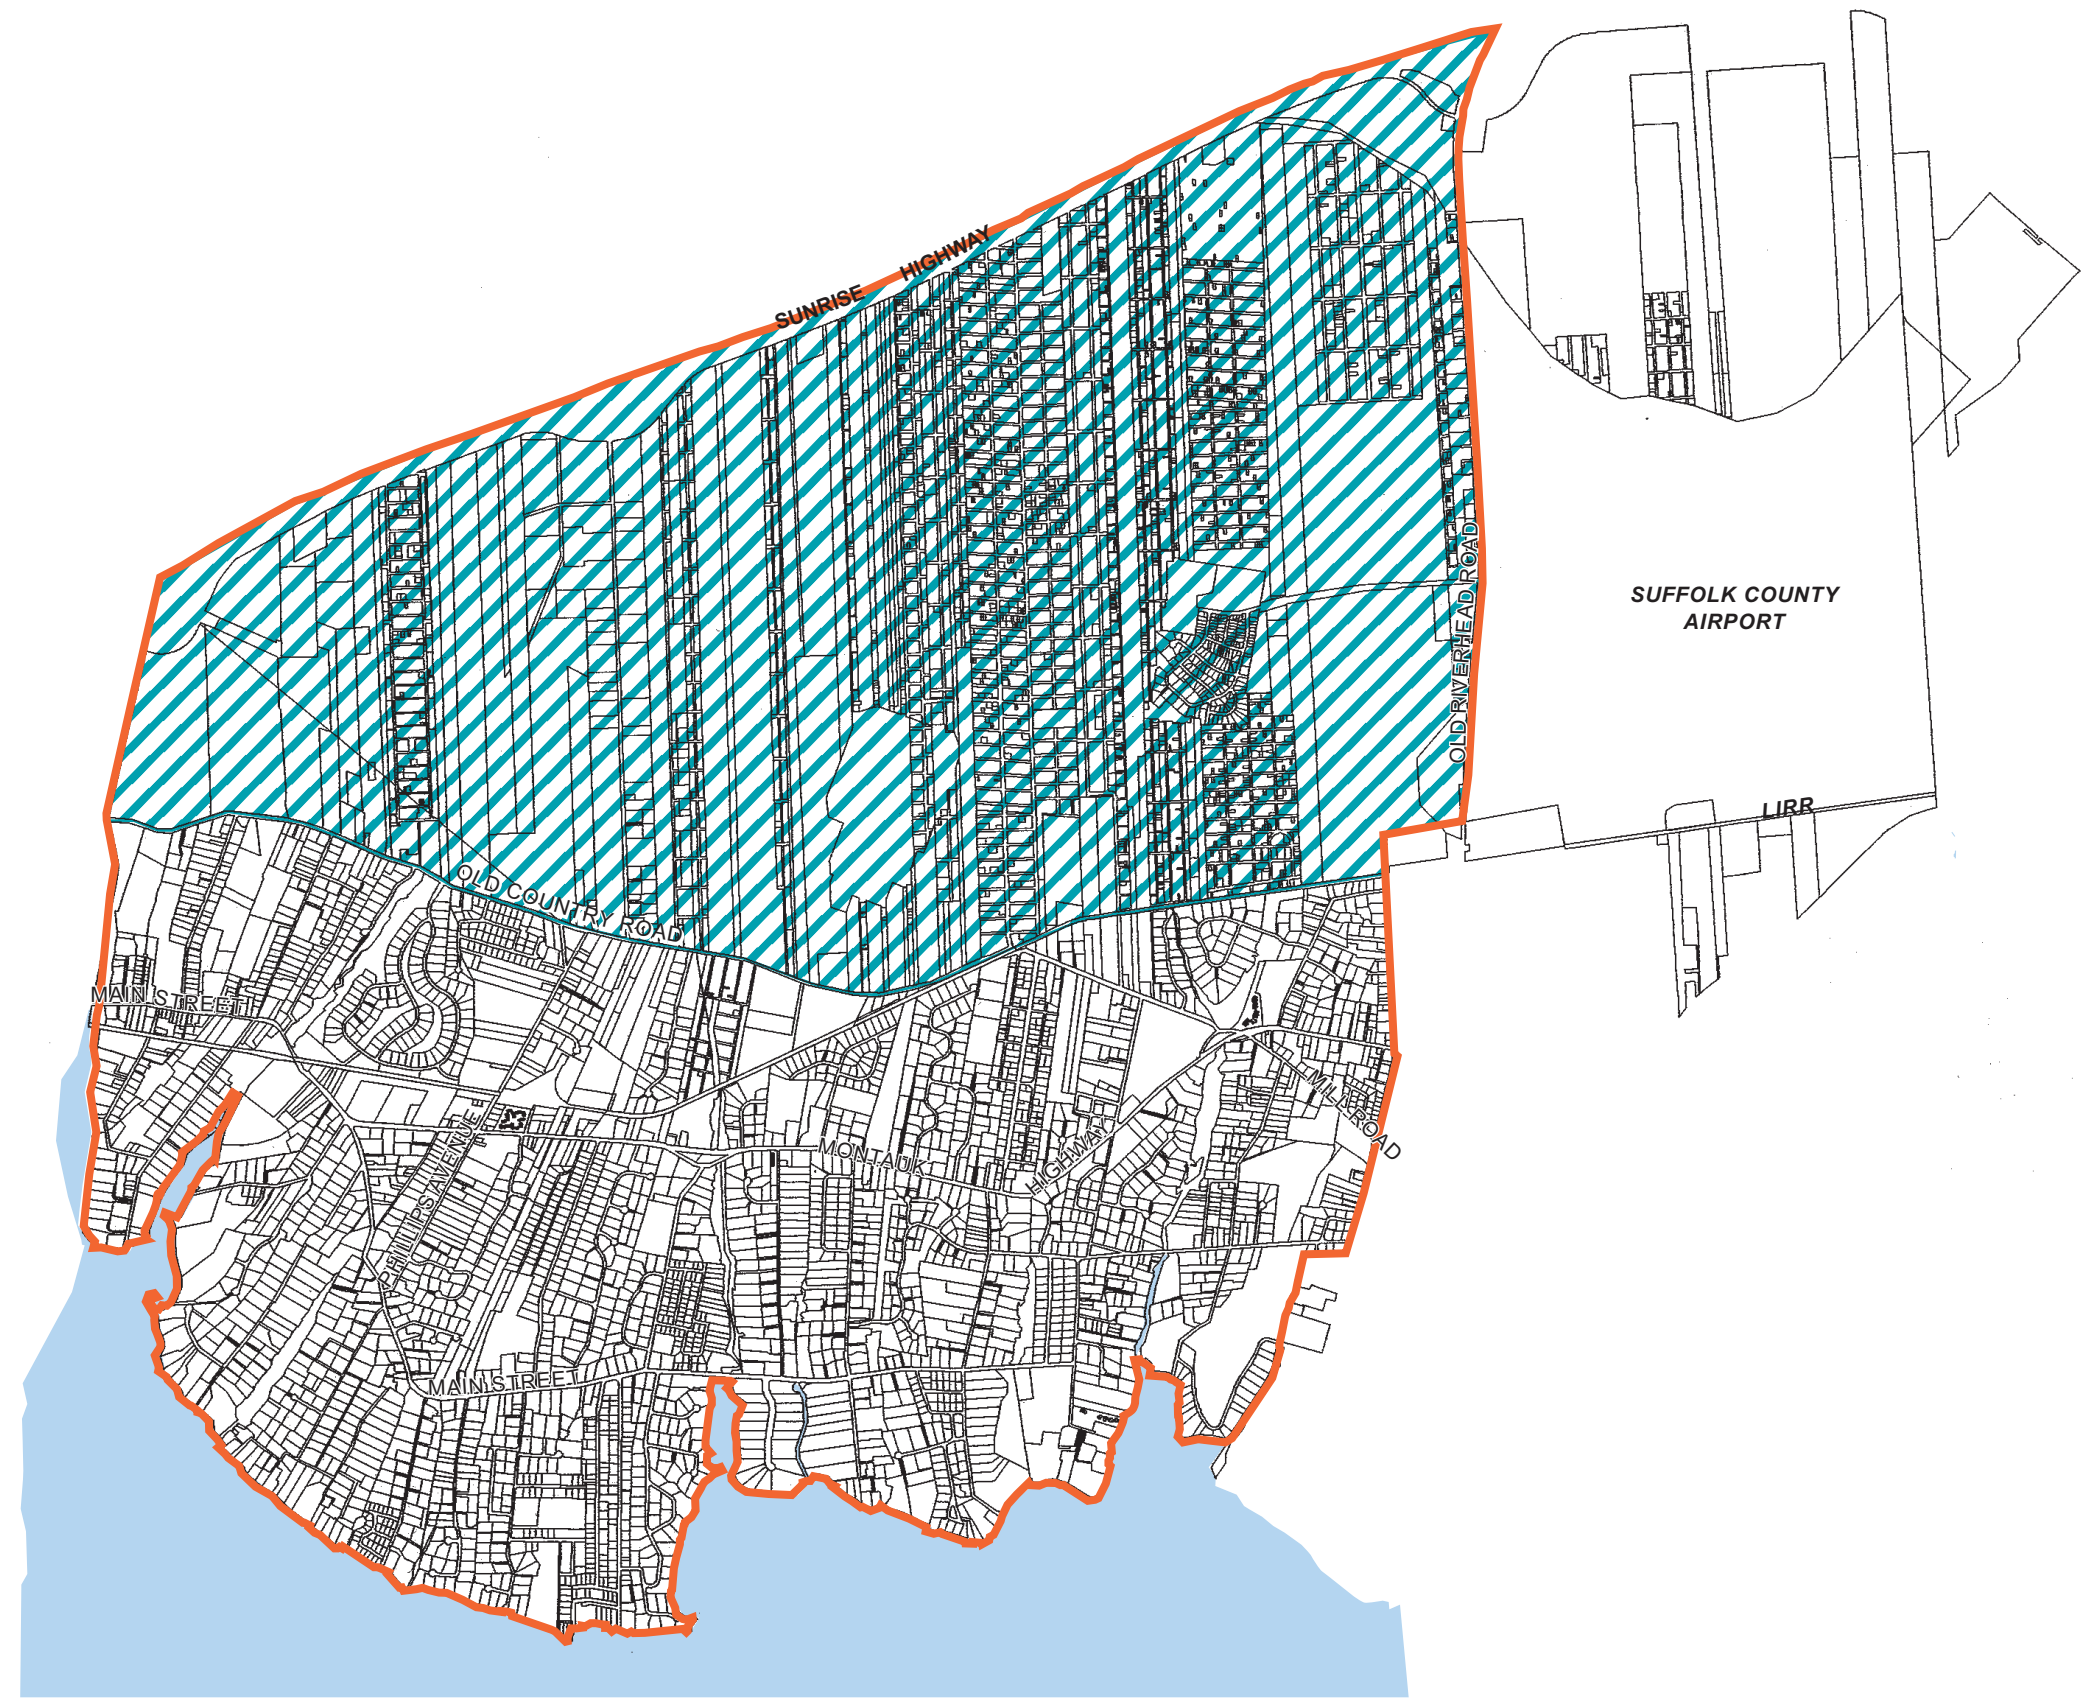 SUNRISE HIGHWAY
OLD RIVERHEAD ROAD
SUFFOLK COUNTY
AIRPORT
LIRR
OLD COUNTRY ROAD
MAIN STREET
MILL ROAD
PHILLIPS AVENUE
MONTAUK HIGHWAY
MAIN STREET